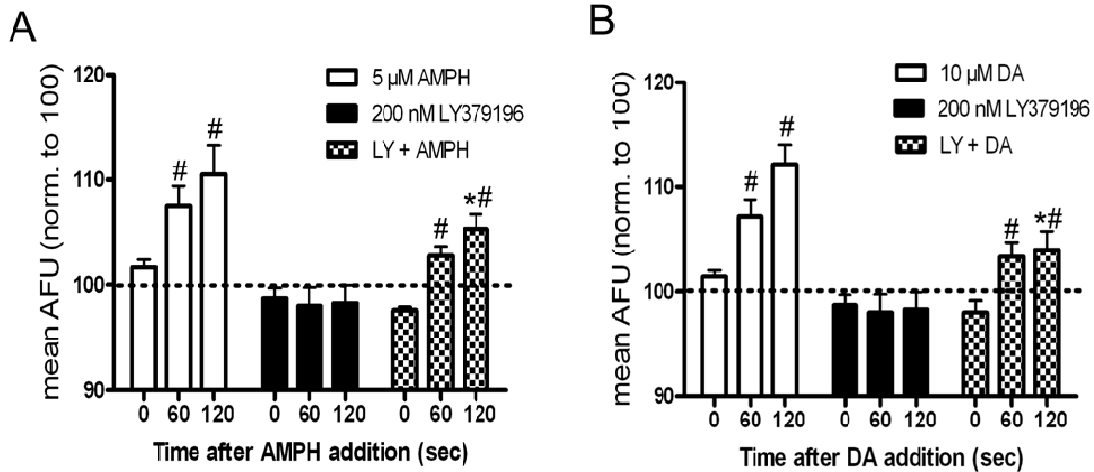 A
mean AFU (norm. to 100)
120
110
100
90
5 µM AMPH
200 nM LY379196
LY + AMPH
#
#
#
*#
0 60 120 0 60 120 0 60 120
Time after AMPH addition (sec)
B
mean AFU (norm. to 100)
120
110
100
90
10 µM DA
200 nM LY379196
LY + DA
#
#
#
*#
0 60 120 0 60 120 0 60 120
Time after DA addition (sec)